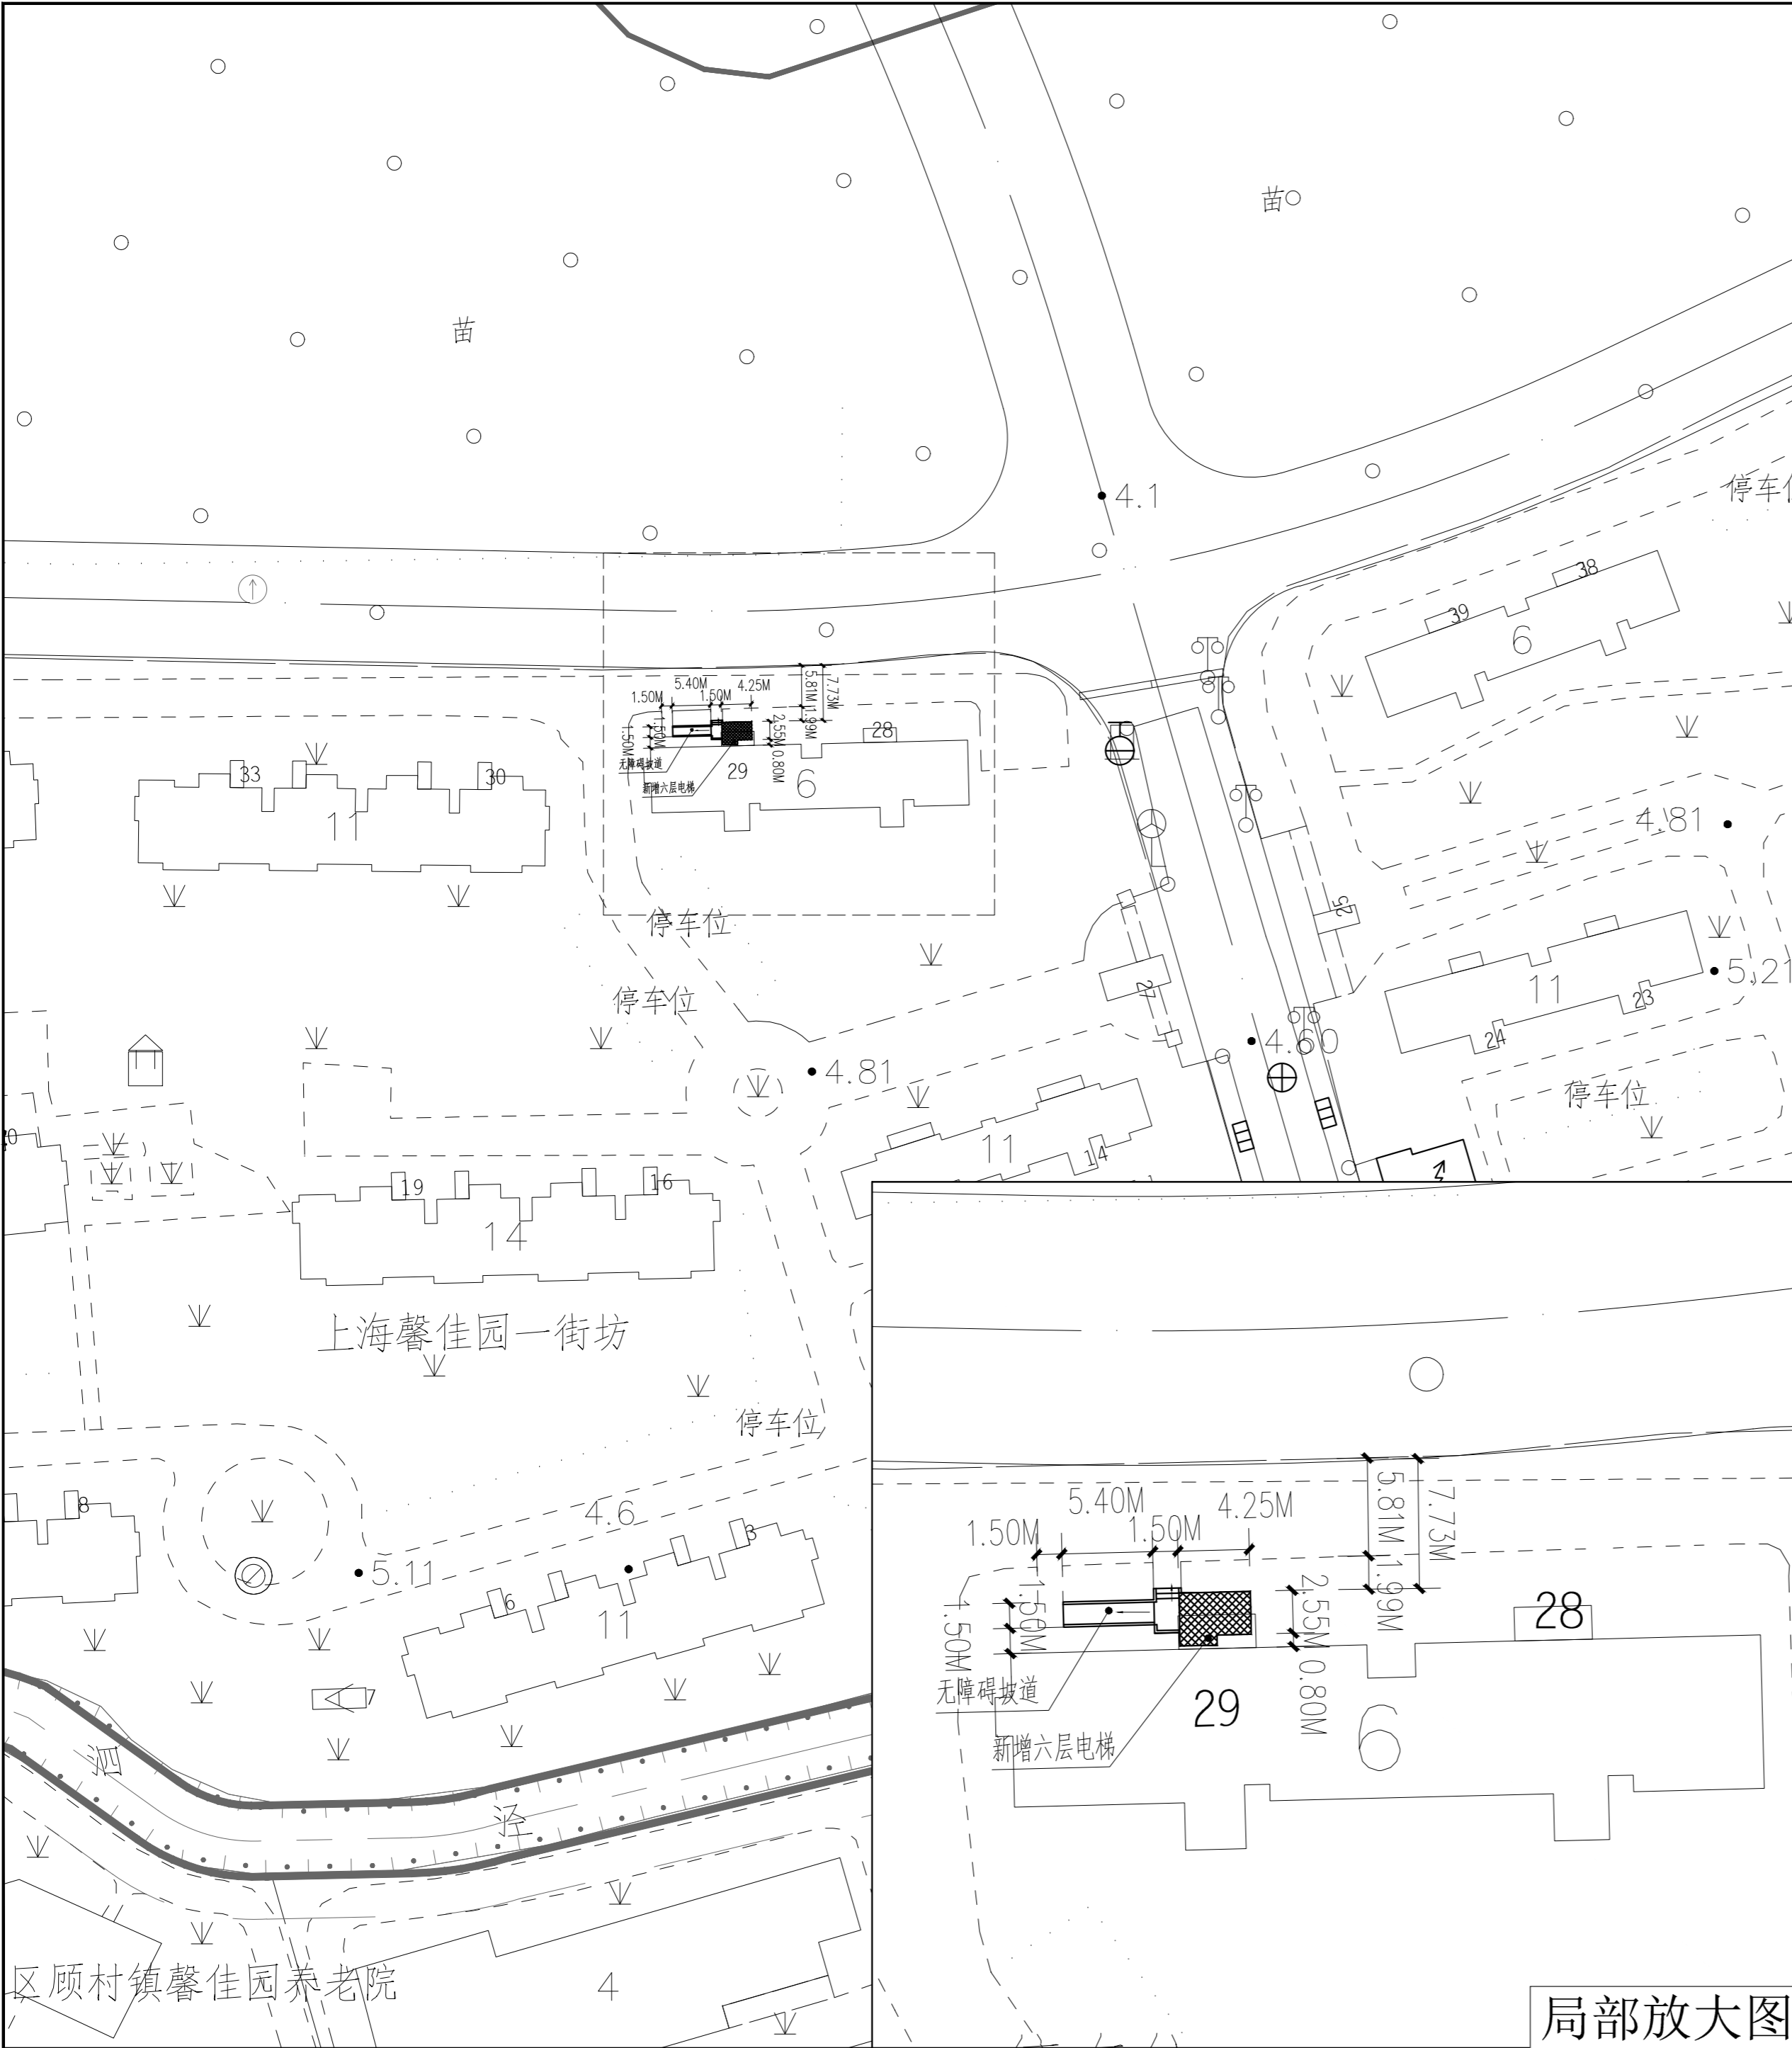 苗
苗
4.1
停车
38
39
6
5.40M
1.50M
1.50M
4.25M
5.81M
1.99M
7.73M
1.50M
1.50M
2.55M
0.80M
28
无障碍坡道
29
6
新增六层电梯
33
30
11
4.81
停车位
25
停车位
27
11
5.21
23
24
4.60
4.81
停车位
11
14
19
16
14
上海馨佳园一街坊
停车位
8
4.6
3
5.11
6
11
7
泗
泾
区顾村镇馨佳园养老院
4
5.40M
4.25M
1.50M
1.50M
5.81M
7.73M
1.99M
1.50M
1.50M
2.55M
0.80M
28
无障碍坡道
29
6
新增六层电梯
局部放大图